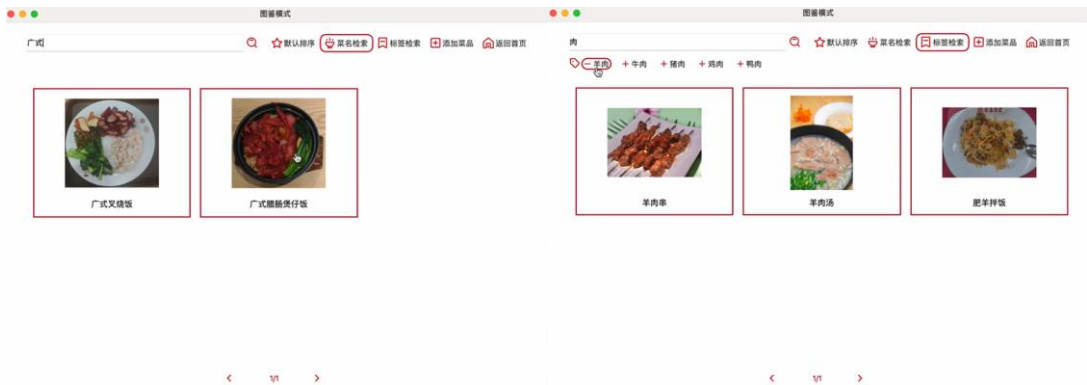 图鉴模式
广式
默认排序 菜名检索 标签检索 添加菜品 返回首页
广式叉烧饭 广式腊肠煲仔饭
1/1
图鉴模式
肉
默认排序 菜名检索 标签检索 添加菜品 返回首页
羊肉 牛肉 猪肉 鸡肉 鸭肉
羊肉串 羊肉汤 肥羊拌饭
1/1